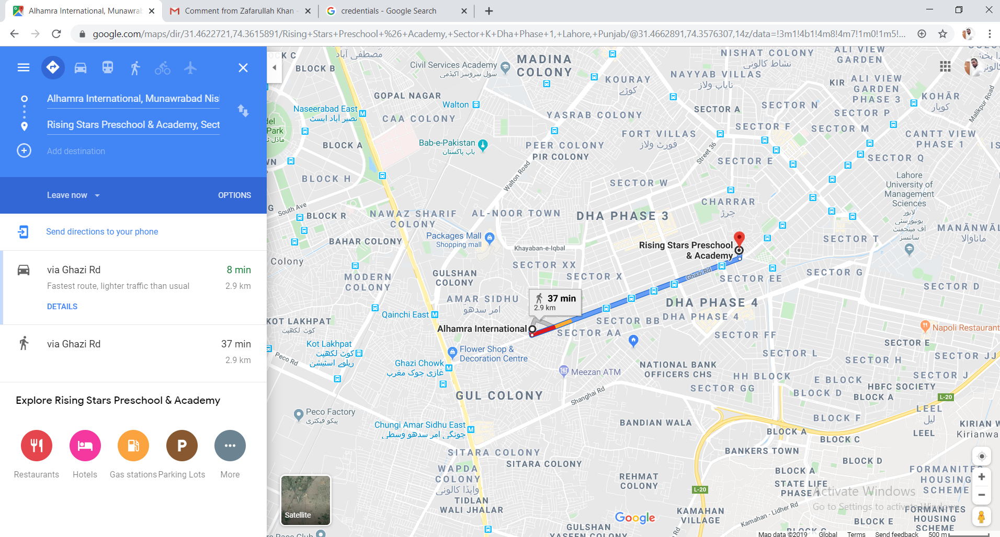 Alhamra International, Munawrab
Comment from Zafarullah Khan -
credentials - Google Search
google.com/maps/dir/31.4622721,74.3615891/Rising+Stars+Preschool+%26+Academy,+Sector+K+Dha+Phase+1,+Lahore,+Punjab/@31.4662891,74.3576307,14z/data=!3m1!4b1!4m8!4m7!1m0!1m5!...
Alhamra International, Munawrabad Nis
Rising Stars Preschool & Academy, Sect
Add destination
Leave now
OPTIONS
Send directions to your phone
via Ghazi Rd
8 min
Fastest route, lighter traffic than usual
2.9 km
DETAILS
via Ghazi Rd
37 min
2.9 km
Explore Rising Stars Preschool & Academy
Restaurants
Hotels
Gas stations
Parking Lots
More
Satellite
BLOCK B
مصطفی آباد
Civil Services Academy
سول سروسز اکیڈمی
MADINA
COLONY
NISHAT COLONY
نشاط کالونی
ALI VIEW
GARDEN
NAYYAB VILLAS
نایاب ولاز
KOURAY
کوڑے
KIR
ALI VIEW
GARDEN
PHASE 3
KOHĀR
کوہار
Malikpur Road
GOPAL NAGAR
Walton
Naseerabad East
نصیر آباد ایسٹ
CAA COLONY
YASRAB COLONY
SECTOR A
SECTOR N
SECTOR P
SECTOR F
SECTOR M
CANTT VIEW
PHASE 1
del
Park
ماڈل
BLOCK A
Bab-e-Pakistan
باب پاکستان
PEER COLONY
PIR COLONY
FORT VILLAS
فورٹ ولاز
Street 36
SECTOR E
SECTOR Q
BLOCK H
Walton Road
SECTOR W
Lahore
University of
Management
Sciences
لاہور
یونیورسٹی
آف مینجمنٹ
سائنسز
CHARRAR
چرڑ
South Ave
BLOCK R
NAWAZ SHARIF
COLONY
AL-NOOR TOWN
DHA PHASE 3
MANĀNWĀL
ماناوالا
Packages Mall
Shopping mall
BAHAR COLONY
Khayaban-e-Iqbal
Rising Stars Preschool
& Academy
SECTOR T
Colony
SECTOR XX
SECTOR X
Ghazi Rd
SECTOR EE
SECTOR G
GULSHAN
COLONY
MODERN
COLONY
SECTOR D
AMAR SIDHU
امر سدھو
37 min
2.9 km
DHA PHASE 4
DHA PHASE 4
Qainchi East
KOT LAKHPAT
کوٹ لکھپت
Alhamra International
SECTOR BB
SECTOR AA
SECTOR FF
Napoli Restaurant
Kot Lakhpat
کوٹ لکھپت
ریلوے اسٹیشن
Flower Shop &
Decoration Centre
SECTOR E
SECTOR L
SECTOR H
SECTOR JJ
Peco Rd
Ghazi Chowk
غازی چوک مغرب
Meezan ATM
NATIONAL BANK
OFFICERS CHS
HH BLOCK
SECTOR GG
E BLOCK
BLOCK D
SECTOR J
HBFC SOCIETY
BLOCK A
L-20
GUL COLONY
Shanghai Rd
Peco Factory
پیکو فیکٹری
Chungi Amar Sidhu East
چونگی امر سدھو وسطی
BANDIAN WALA
BLOCK F
LEEL
لیل
KIRIAN W
Kirianwa
BLOCK A
BLOCK C
LEEL
SITARA COLONY
SITARA COLONY
BANKERS TOWN
BLOCK D
WAPDA
COLONY
واپڈا کالونی
REHMAT
COLONY
BLOCK A
STATE LIFE
PHASE 1
FORMANITE
HOUSING
SCHEME
L-20
TIDLAN
WALI JHALAR
Activate Windows
Go to Settings to activate Windows.
KAMAHAN
VILLAGE
Kamahan - Lidher Rd
FORMANITES
HOUSING
SCHEME
BLOCK E
Google
GULSHAN
YASEEN COLONY
Map data ©2019
Global
Terms
Send feedback
500 m